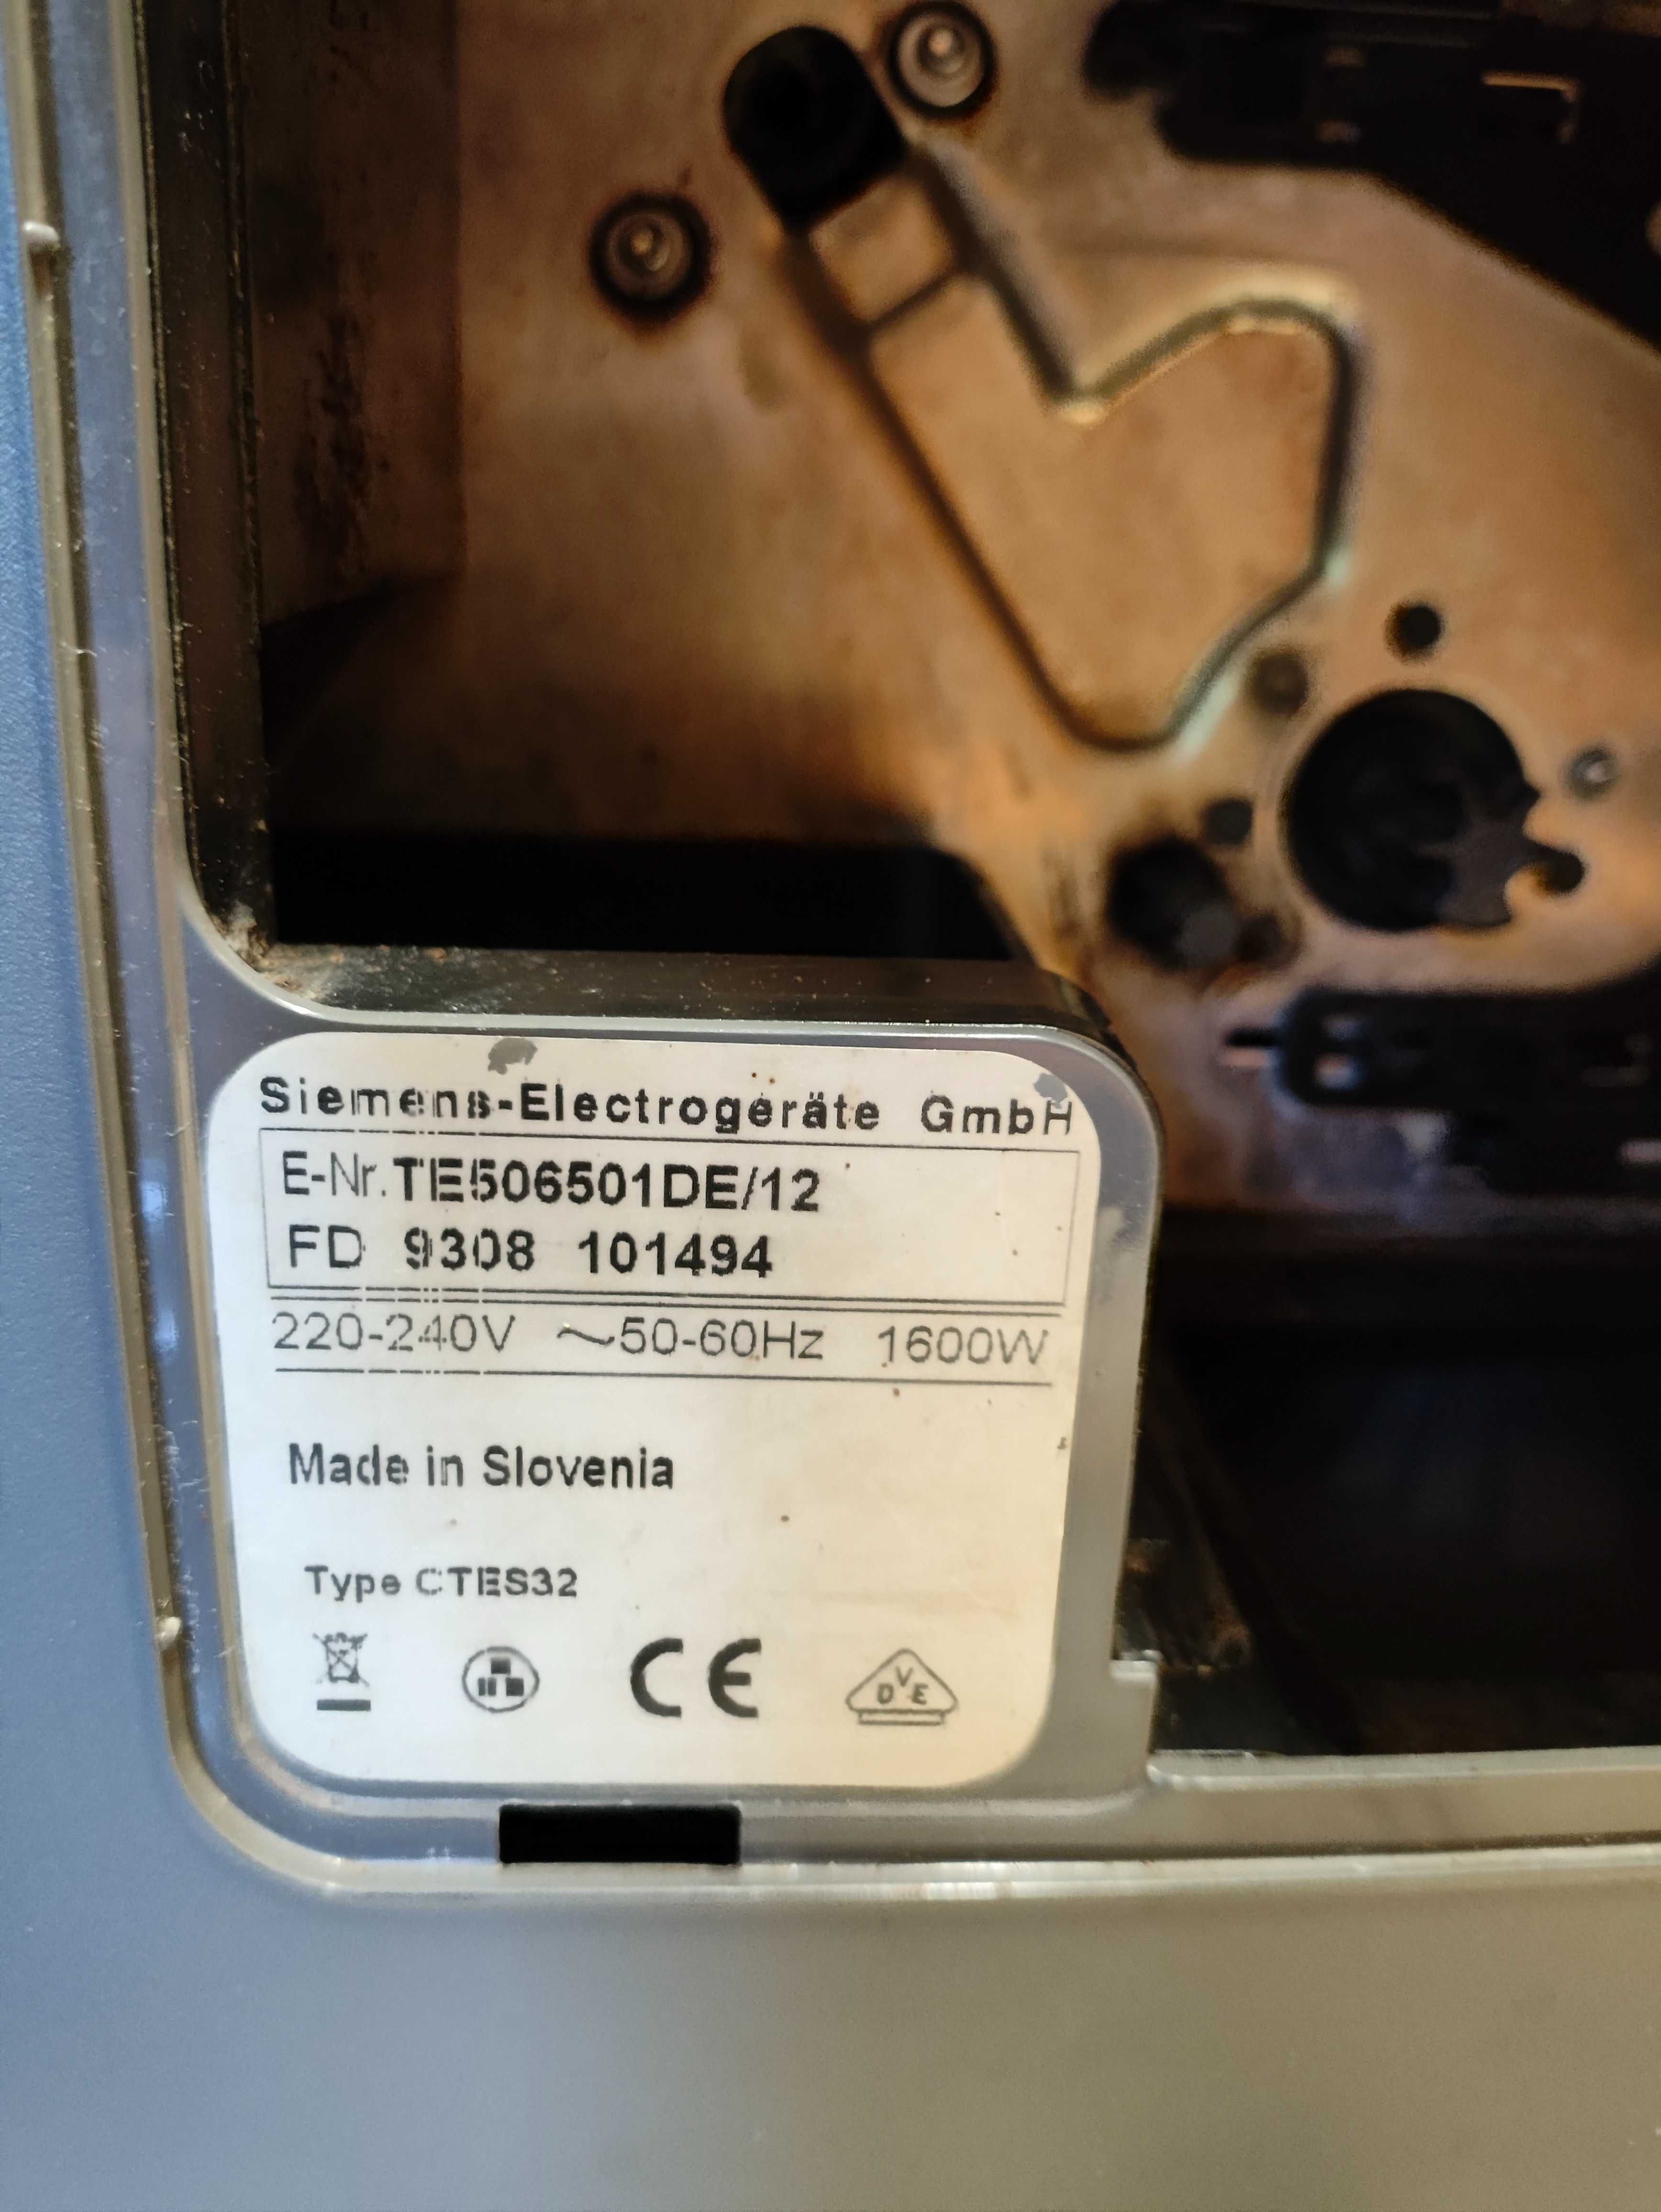 Siemens-Electrogeräte GmbH
E-Nr. TE506501DE/12
FD 9308 101494
220-240V ~50-60Hz 1600W
Made in Slovenia
Type CTES32
CE
DVE